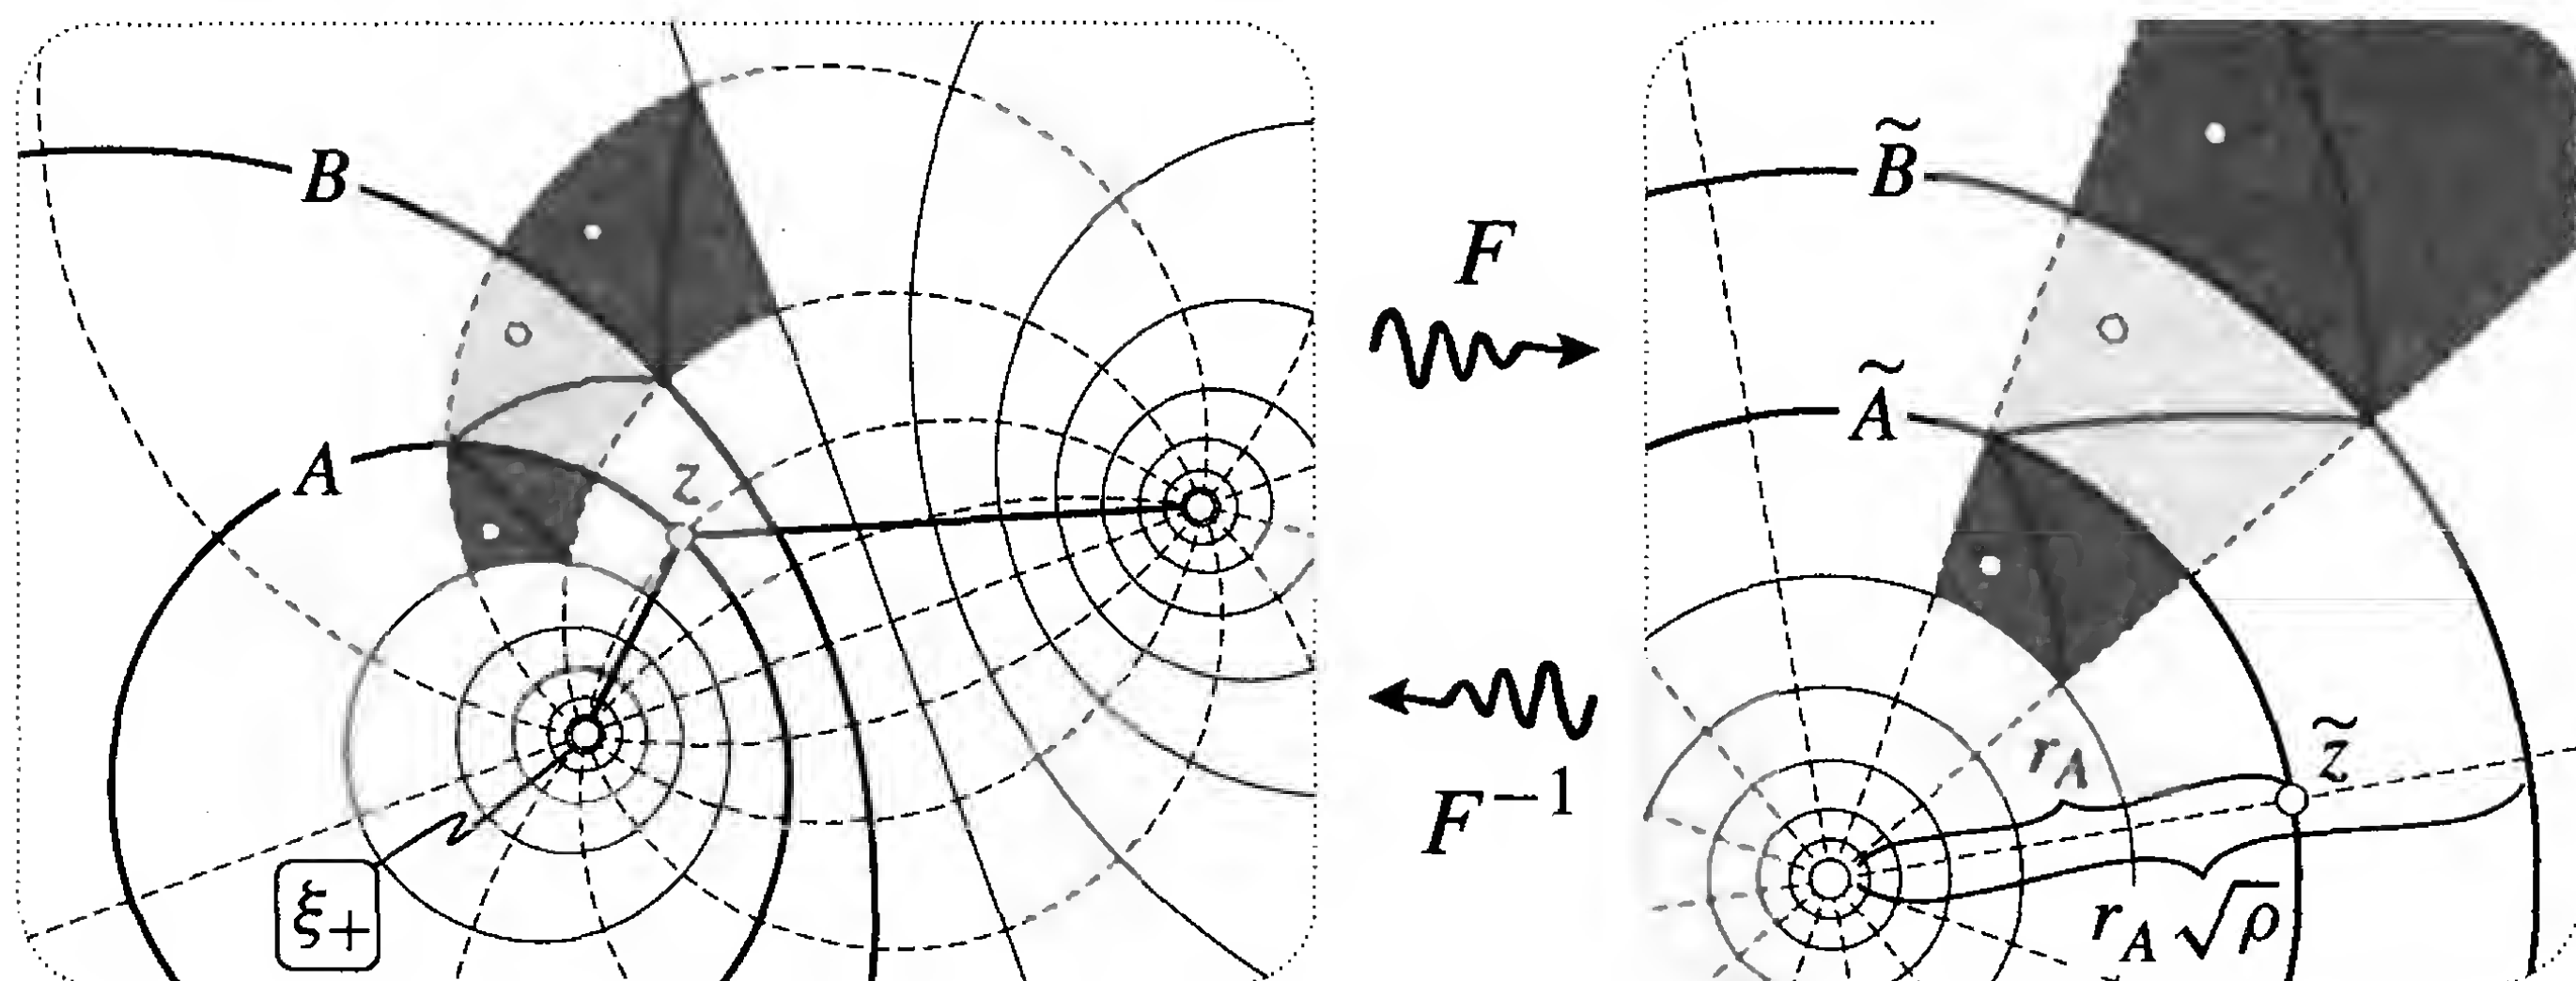 B
A
z
ξ+
F
F⁻¹
B̃
Ã
r_A
z̃
r_A √ρ